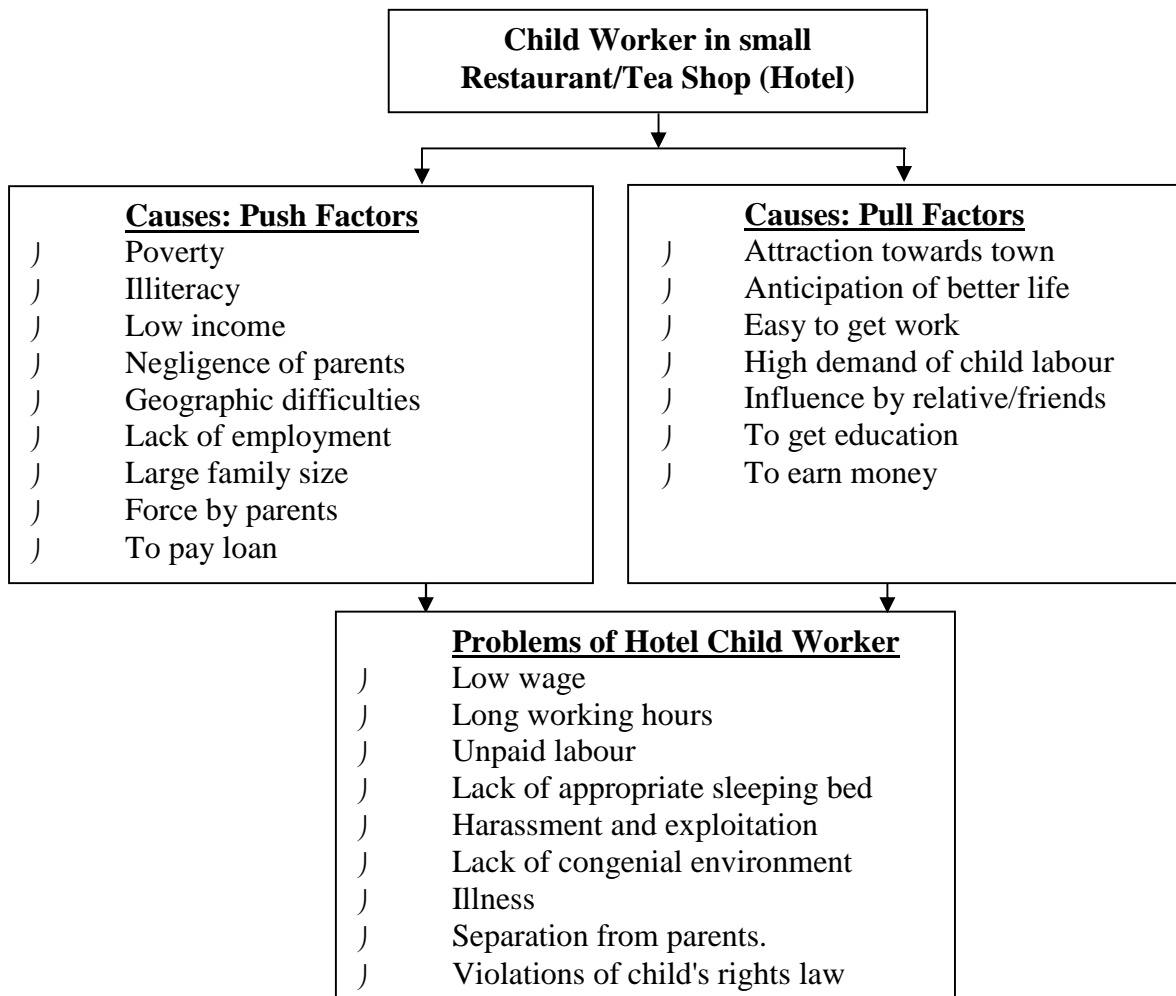 Child Worker in small
Restaurant/Tea Shop (Hotel)
Causes: Push Factors
Poverty
Illiteracy
Low income
Negligence of parents
Geographic difficulties
Lack of employment
Large family size
Force by parents
To pay loan
Causes: Pull Factors
Attraction towards town
Anticipation of better life
Easy to get work
High demand of child labour
Influence by relative/friends
To get education
To earn money
Problems of Hotel Child Worker
Low wage
Long working hours
Unpaid labour
Lack of appropriate sleeping bed
Harassment and exploitation
Lack of congenial environment
Illness
Separation from parents.
Violations of child's rights law